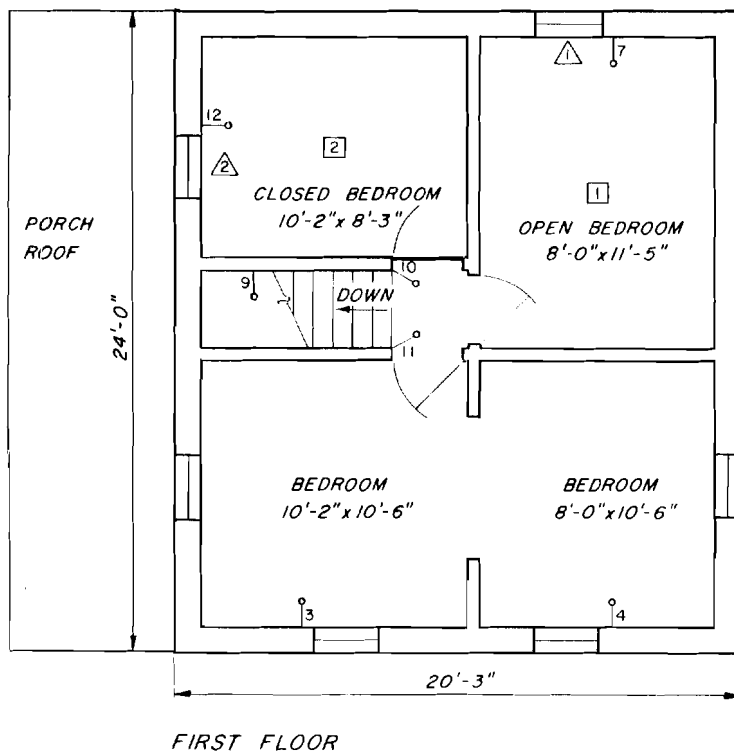 7
1
12
2
2
1
CLOSED BEDROOM
10'-2" x 8'-3"
PORCH
ROOF
OPEN BEDROOM
8'-0" x 11'-5"
10
9
DOWN
24'-0"
11
BEDROOM
10'-2" x 10'-6"
BEDROOM
8'-0" x 10'-6"
3
4
20'-3"
FIRST FLOOR